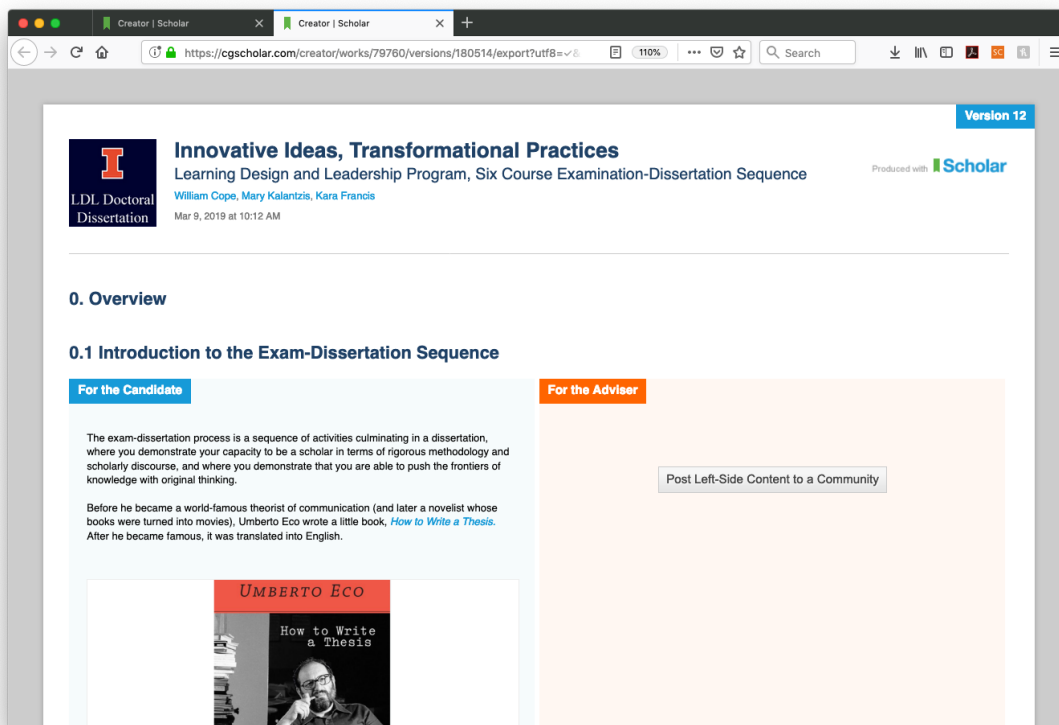 Creator | Scholar
Creator | Scholar
https://cgscholar.com/creator/works/79760/versions/180514/export?utf8=✓&
110%
Search
SC
Version 12
I
LDL Doctoral
Dissertation
Innovative Ideas, Transformational Practices
Learning Design and Leadership Program, Six Course Examination-Dissertation Sequence
William Cope, Mary Kalantzis, Kara Francis
Mar 9, 2019 at 10:12 AM
Produced with Scholar
0. Overview
0.1 Introduction to the Exam-Dissertation Sequence
For the Candidate
The exam-dissertation process is a sequence of activities culminating in a dissertation,
where you demonstrate your capacity to be a scholar in terms of rigorous methodology and
scholarly discourse, and where you demonstrate that you are able to push the frontiers of
knowledge with original thinking.
Before he became a world-famous theorist of communication (and later a novelist whose
books were turned into movies), Umberto Eco wrote a little book, How to Write a Thesis.
After he became famous, it was translated into English.
UMBERTO ECO
How to Write
a Thesis
For the Adviser
Post Left-Side Content to a Community